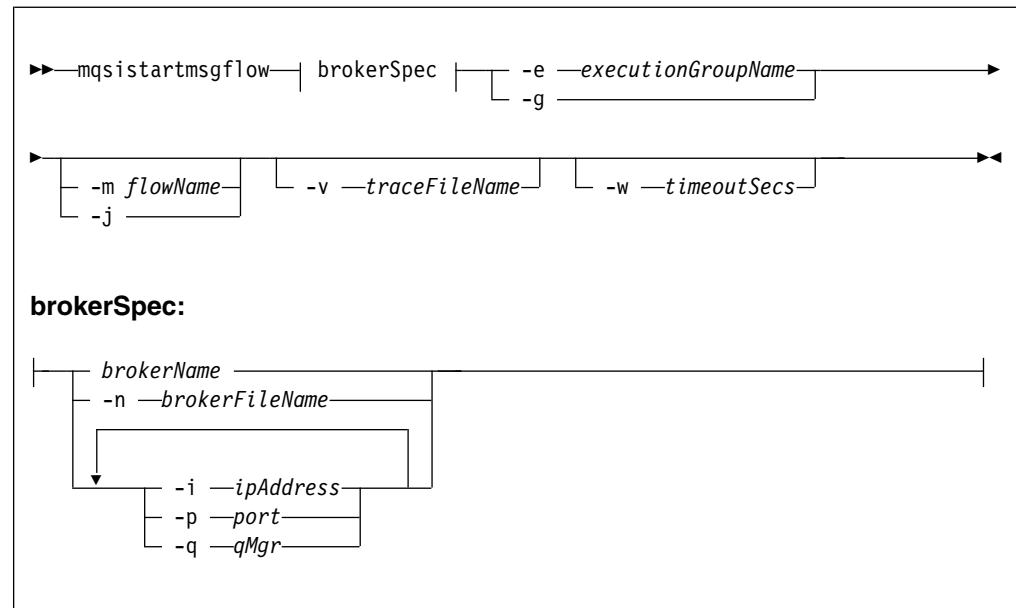 mqsistartmsgflow brokerSpec -e executionGroupName
-g
-m flowName -v traceFileName -w timeoutSecs
-j
brokerSpec:
brokerName
-n brokerFileName
-i ipAddress
-p port
-q qMgr